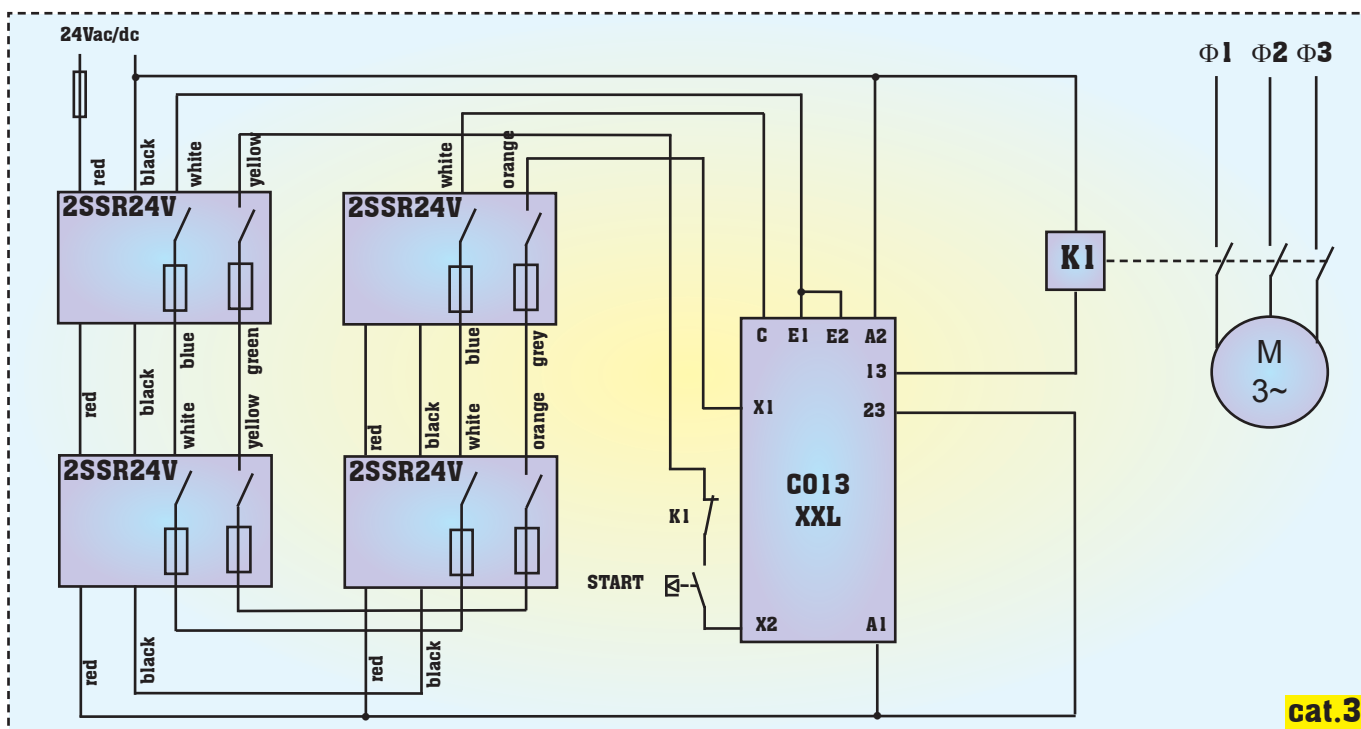 24Vac/dc
Φ1 Φ2 Φ3
red
black
white
yellow
white
orange
2SSR24V
2SSR24V
K1
C E1 E2 A2
13
X1 23
blue
green
blue
grey
red
black
white
yellow
red
black
white
orange
2SSR24V
2SSR24V
M
3~
C013
XXL
K1
START
X2 A1
red
black
red
black
cat.3